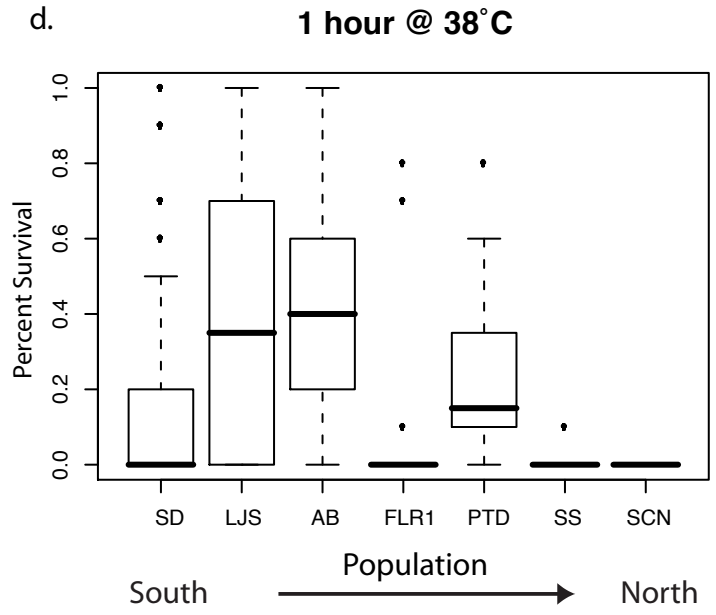 d.
1 hour @ 38˚C
Percent Survival
1.0
0.8
0.6
0.4
0.2
0.0
SD LJS AB FLR1 PTD SS SCN
Population
South North